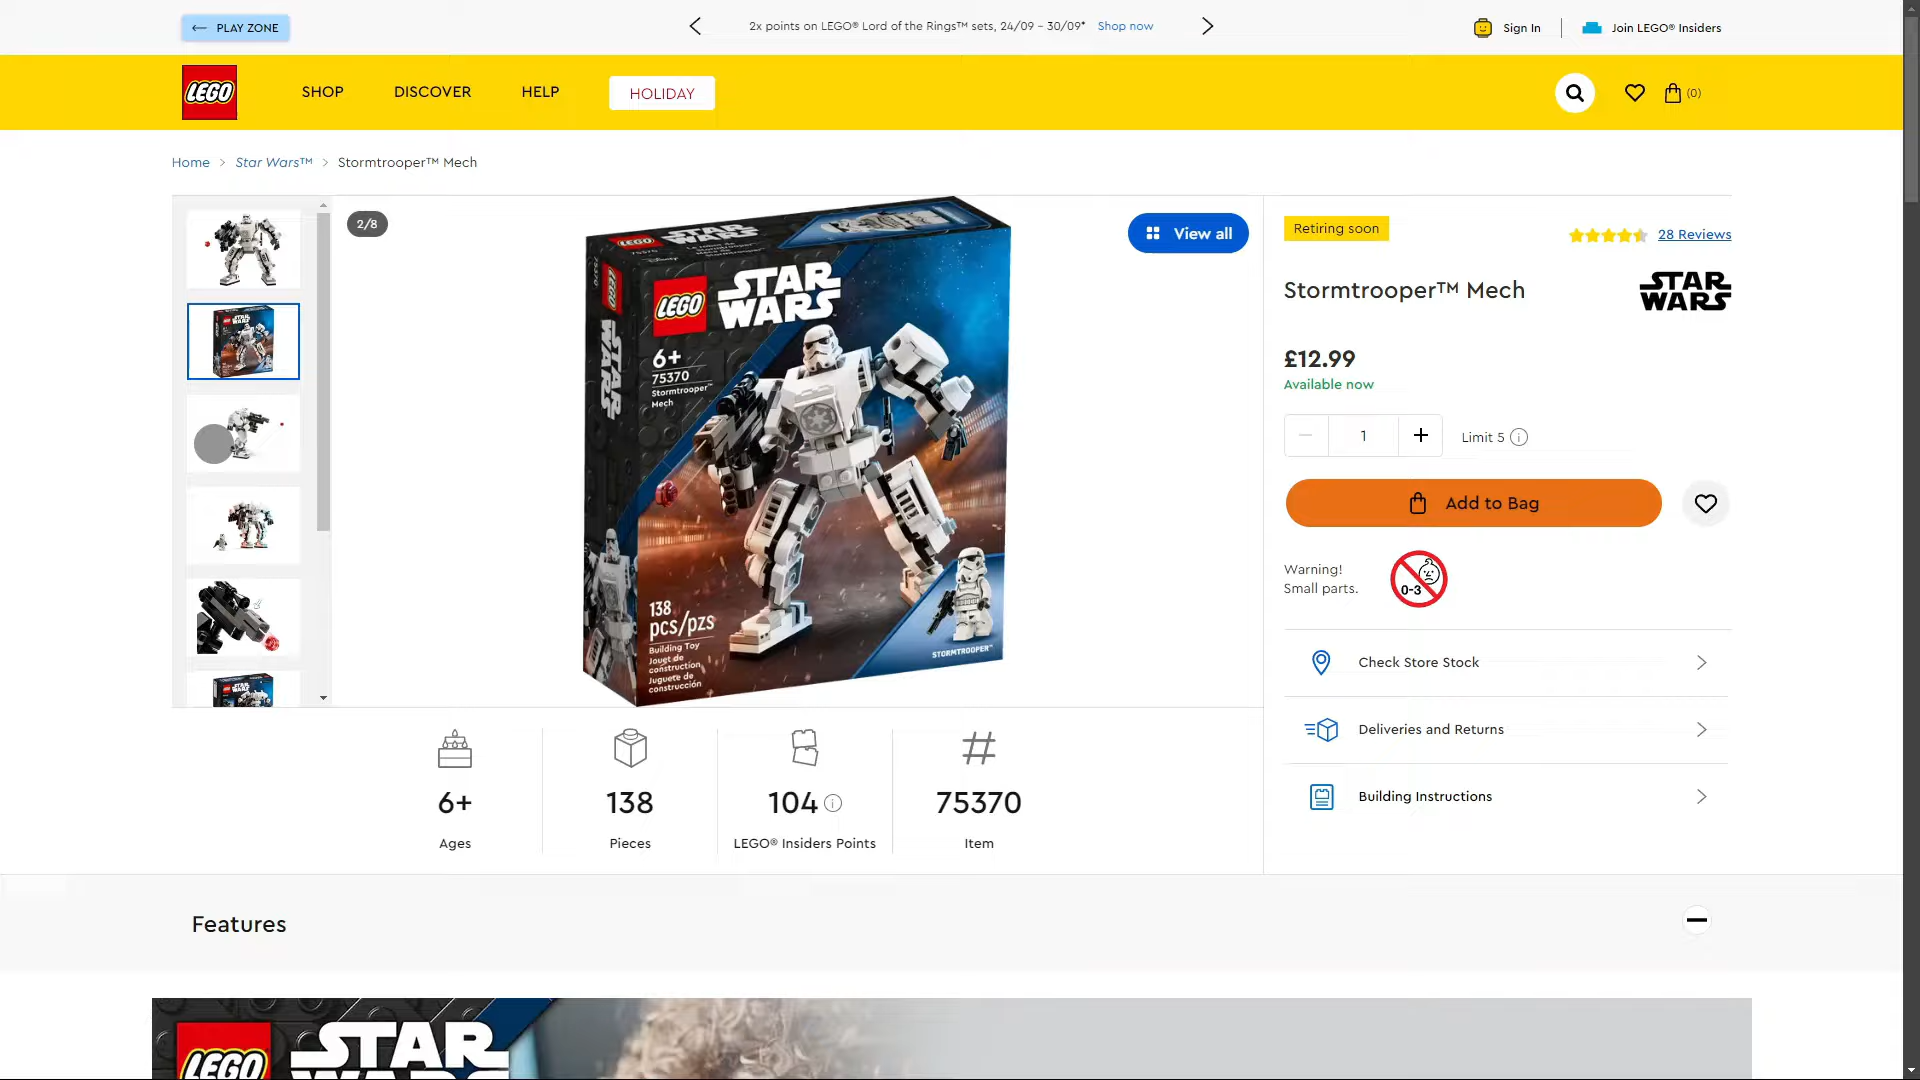 PLAY ZONE
2x points on LEGO® Lord of the Rings™ sets, 24/09 – 30/09* Shop now
Sign In
Join LEGO® Insiders
LEGO
SHOP
DISCOVER
HELP
HOLIDAY
(0)
Home > Star Wars™ > Stormtrooper™ Mech
2/8
View all
LEGO
STAR WARS
LEGO
STAR
WARS
6+
75370
Stormtrooper™
Mech
138
pcs/pzs
Building Toy
Jouet de
construction
Juguete de
construcción
STORMTROOPER™
Retiring soon
28 Reviews
Stormtrooper™ Mech
STAR
WARS
£12.99
Available now
1
Limit 5
Add to Bag
Warning!
Small parts.
0-3
Check Store Stock
Deliveries and Returns
Building Instructions
6+
Ages
138
Pieces
104
LEGO® Insiders Points
75370
Item
Features
LEGO
STAR
WARS